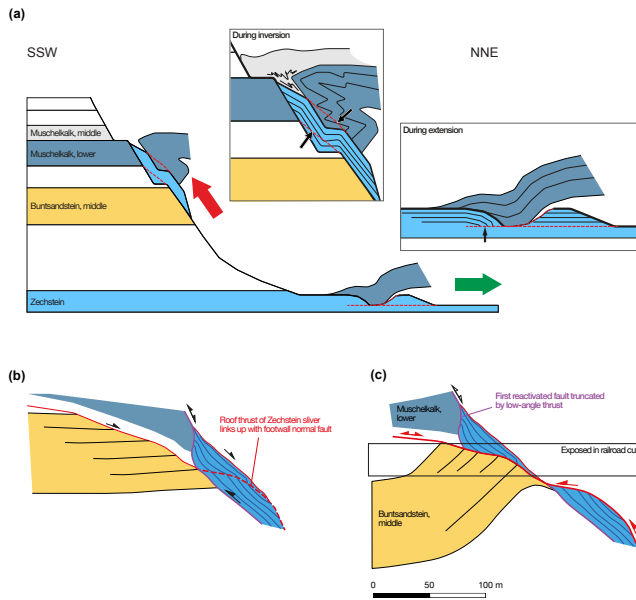 (a)
SSW
NNE
During inversion
During extension
Muschelkalk, middle
Muschelkalk, lower
Buntsandstein, middle
Zechstein
(b)
Roof thrust of Zechstein sliver
links up with footwall normal fault
(c)
First reactivated fault truncated
by low-angle thrust
Muschelkalk,
lower
Exposed in railroad cu
Buntsandstein,
middle
0
50
100 m